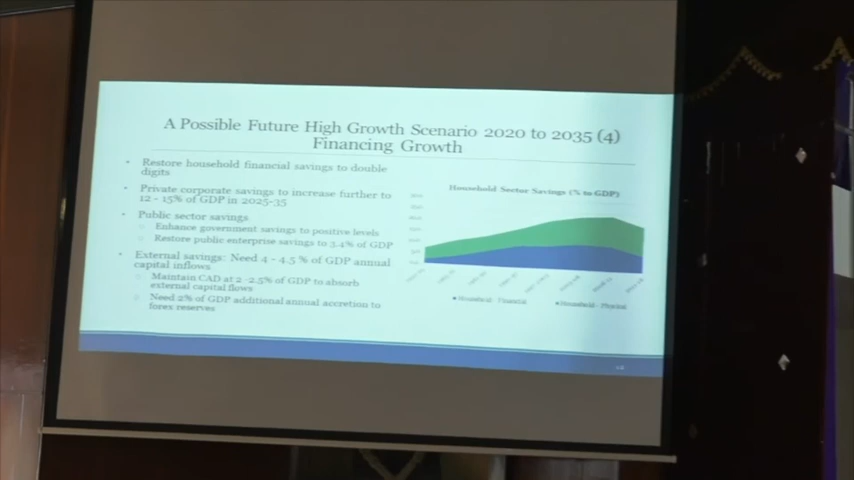 A Possible Future High Growth Scenario 2020 to 2035 (4)
Financing Growth
• Restore household financial savings to double
digits
• Private corporate savings to increase further to
12 - 15% of GDP in 2025-35
• Public sector savings
Enhance government savings to positive levels
Restore public enterprise savings to 3.4% of GDP
• External savings: Need 4 - 4.5 % of GDP annual
capital inflows
Maintain CAD at 2 -2.5% of GDP to absorb
external capital flows
Need 2% of GDP additional annual accretion to
forex reserves
Household Sector Savings (% to GDP)
Household - Financial
Household - Physical